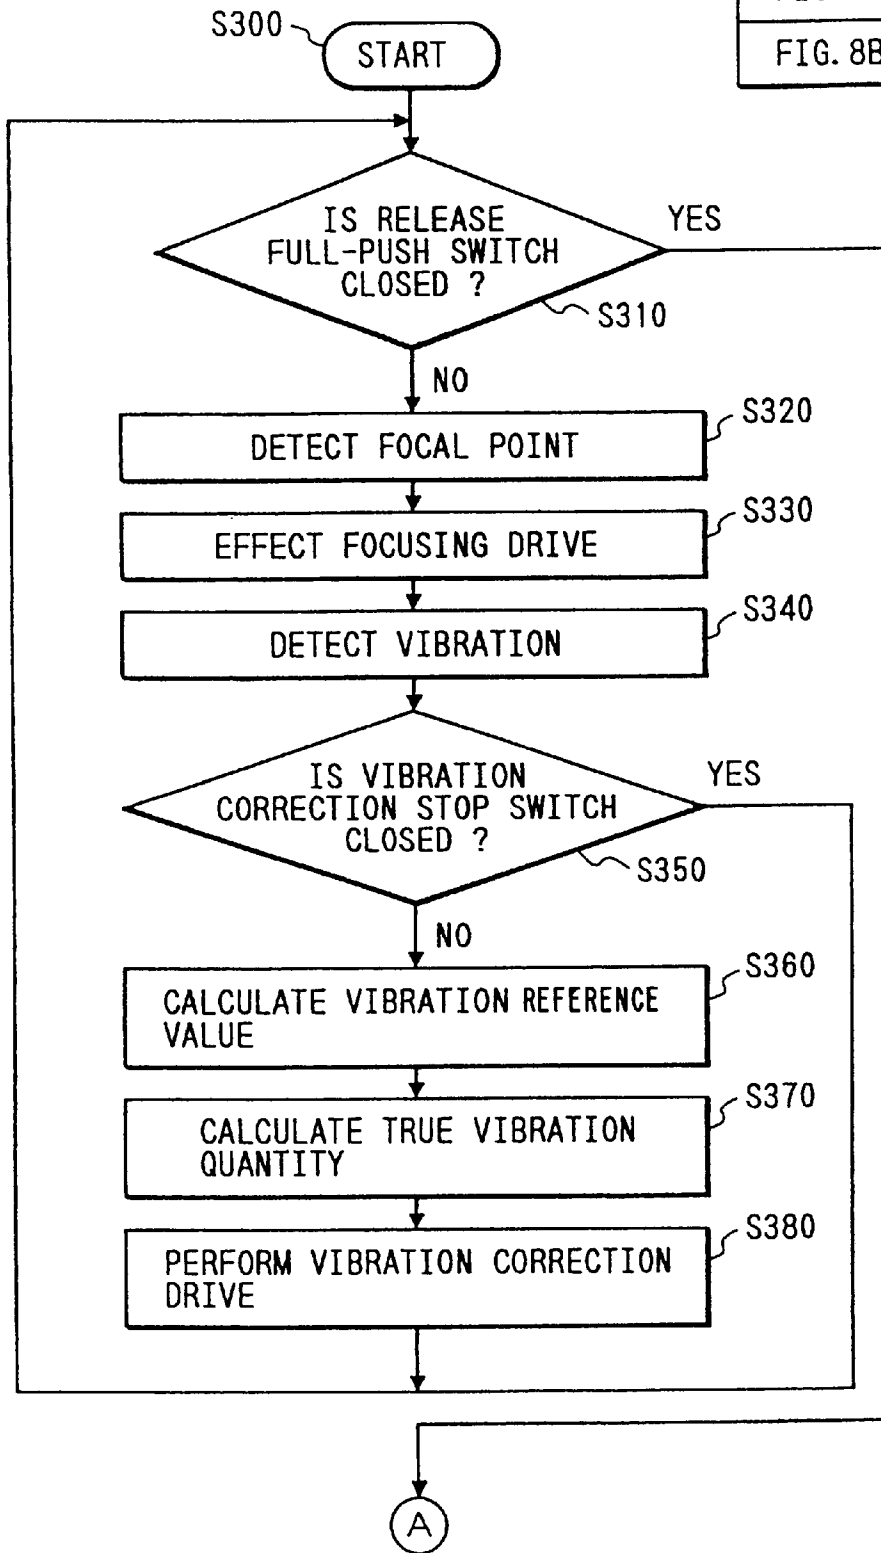 S300
START
FIG. 8B
IS RELEASE
FULL-PUSH SWITCH
CLOSED ?
YES
S310
NO
S320
DETECT FOCAL POINT
S330
EFFECT FOCUSING DRIVE
S340
DETECT VIBRATION
IS VIBRATION
CORRECTION STOP SWITCH
CLOSED ?
YES
S350
NO
S360
CALCULATE VIBRATION REFERENCE
VALUE
S370
CALCULATE TRUE VIBRATION
QUANTITY
S380
PERFORM VIBRATION CORRECTION
DRIVE
A